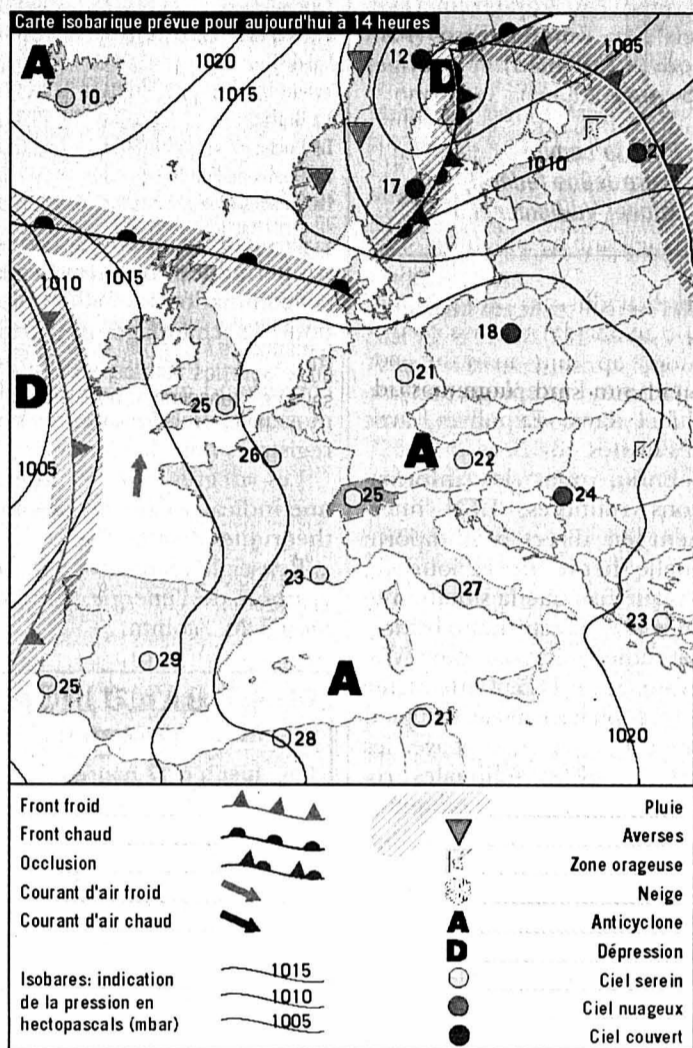 Carte isobarique prévue pour aujourd'hui à 14 heures
A
10
1020
1015
12
D
1005
21
1010
17
1010
1015
18
D
21
25
A
26
22
1005
25
24
23
27
23
29
A
25
21
28
1020
Front froid
Front chaud
Occlusion
Courant d'air froid
Courant d'air chaud
Isobares: indication
de la pression en
hectopascals (mbar)
1015
1010
1005
Pluie
Averses
Zone orageuse
Neige
A Anticyclone
D Dépression
Ciel serein
Ciel nuageux
Ciel couvert